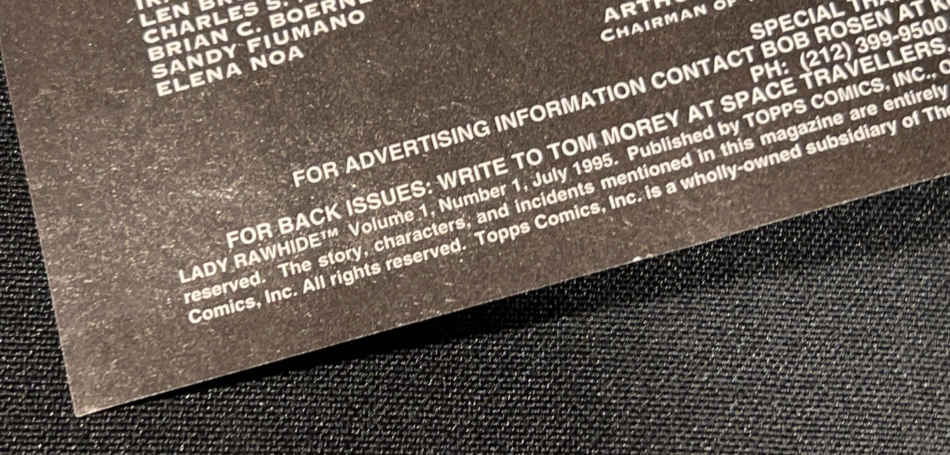 LEN
CHARLES S.
BRIAN C.
SANDY FIUMANO
ELENA NOA
CHAIRMAN OF
SPECIAL
FOR ADVERTISING INFORMATION CONTACT BOB ROSEN AT
PH: (212) 399-9500
FOR BACK ISSUES: WRITE TO TOM MOREY AT SPACE TRAVELLERS
LADY RAWHIDE™ Volume 1, Number 1, July 1995. Published by TOPPS COMICS, INC.,
reserved. The story, characters, and incidents mentioned in this magazine are entirely
Comics, Inc. All rights reserved. Topps Comics, Inc. is a wholly-owned subsidiary of